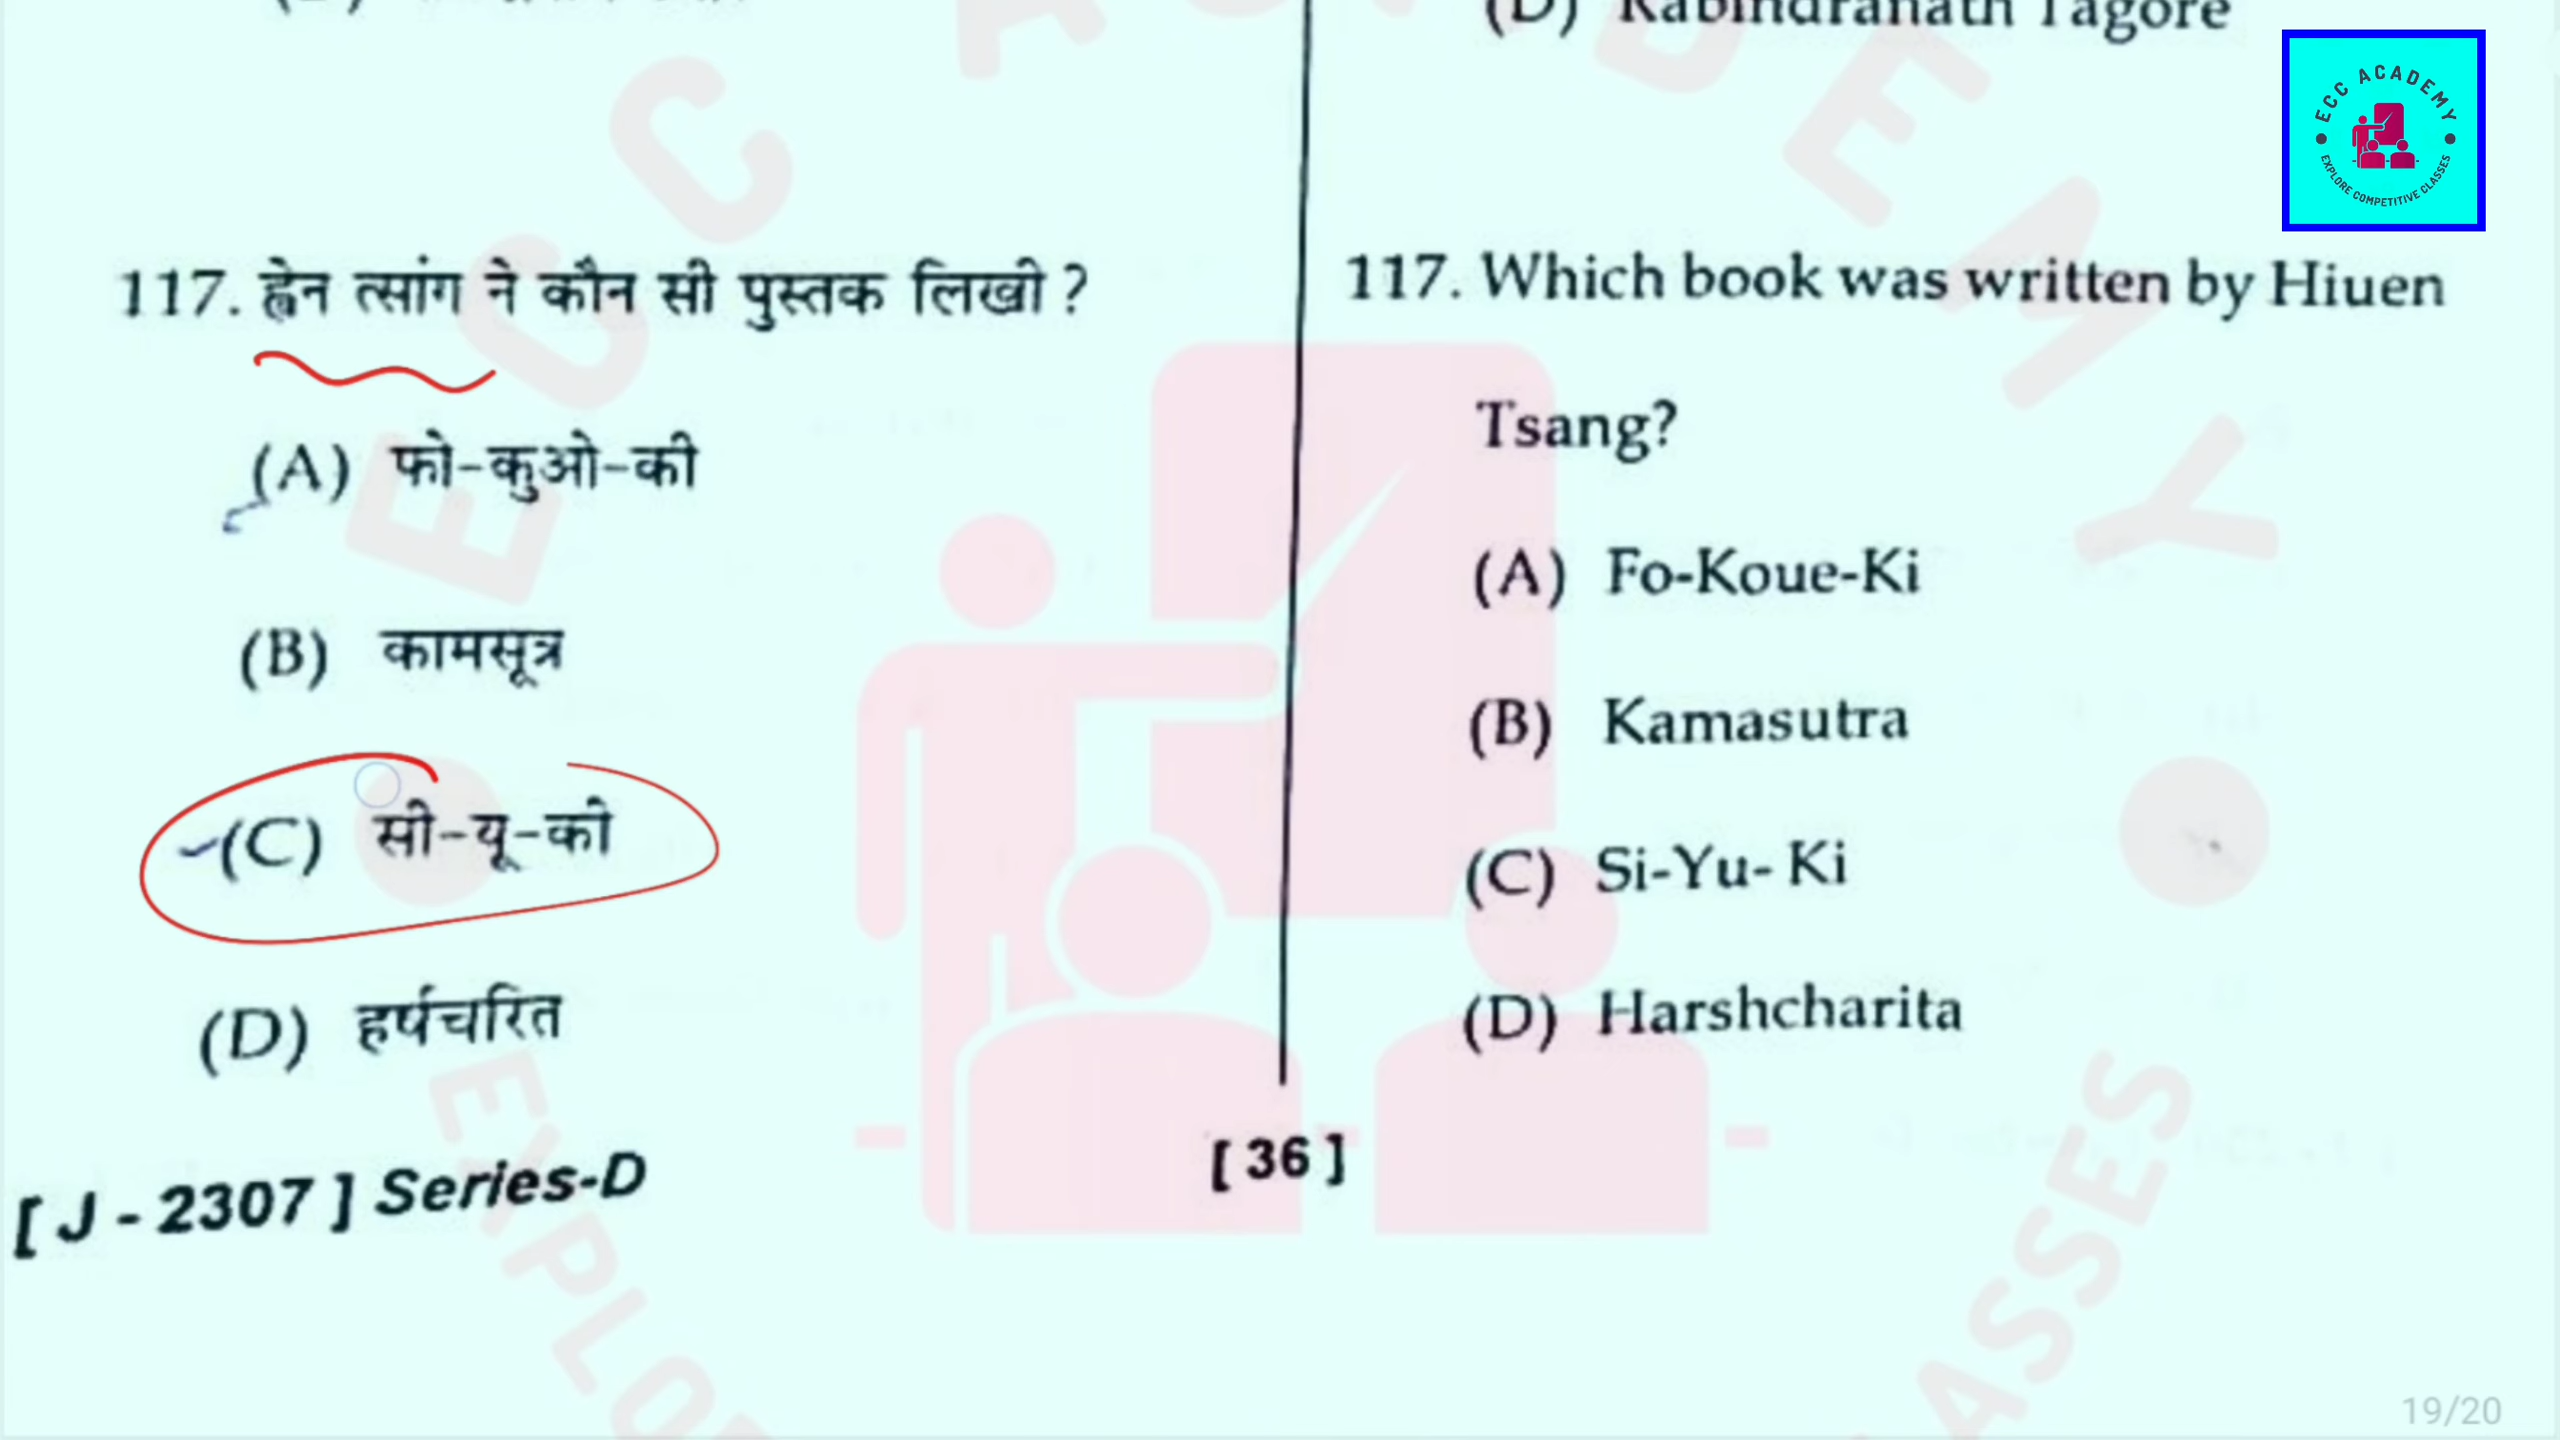 (D) Rabindranath Tagore
ECC ACADEMY
EXPLORE COMPETITIVE CLASSES
117. ह्वेन त्सांग ने कौन सी पुस्तक लिखी ?
(A) फो-कुओ-की
(B) कामसूत्र
(C) सी-यू-की
(D) हर्षचरित
117. Which book was written by Hiuen
Tsang?
(A) Fo-Koue-Ki
(B) Kamasutra
(C) Si-Yu- Ki
(D) Harshcharita
[ J - 2307 ] Series-D
[ 36 ]
19/20